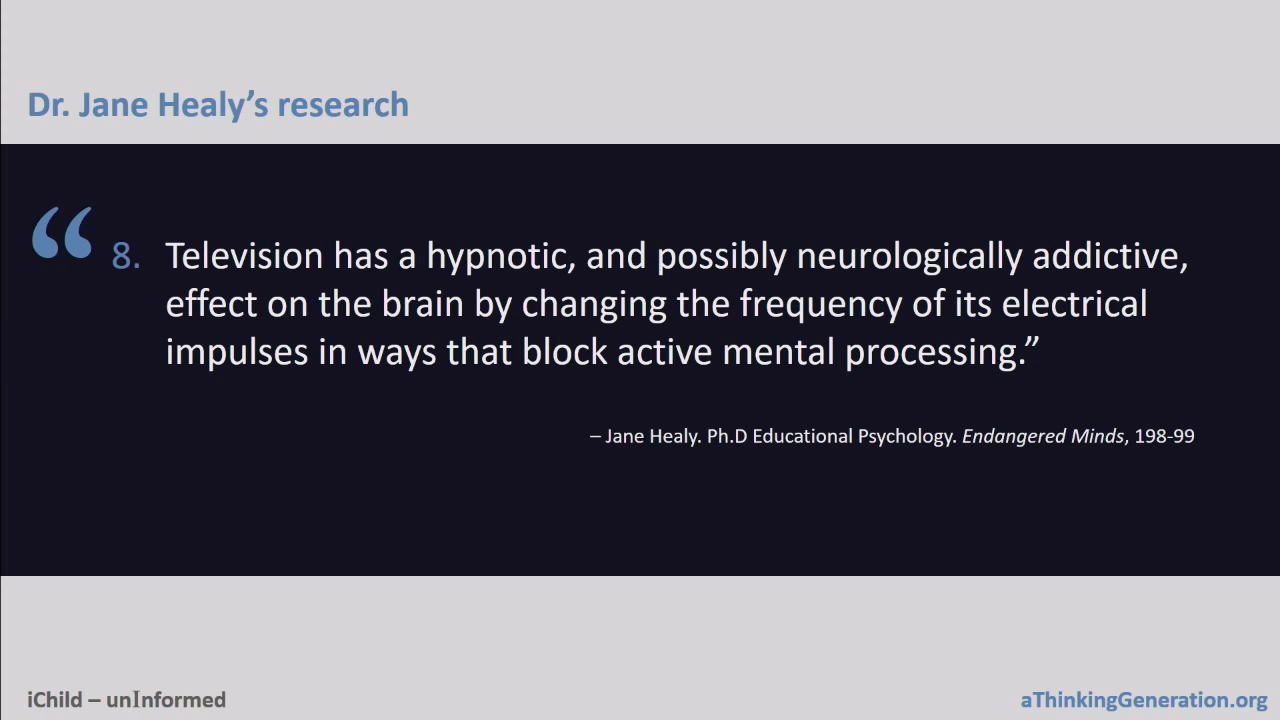 Dr. Jane Healy’s research
“ 8. Television has a hypnotic, and possibly neurologically addictive,
effect on the brain by changing the frequency of its electrical
impulses in ways that block active mental processing.”
– Jane Healy. Ph.D Educational Psychology. Endangered Minds, 198-99
iChild – unInformed
aThinkingGeneration.org